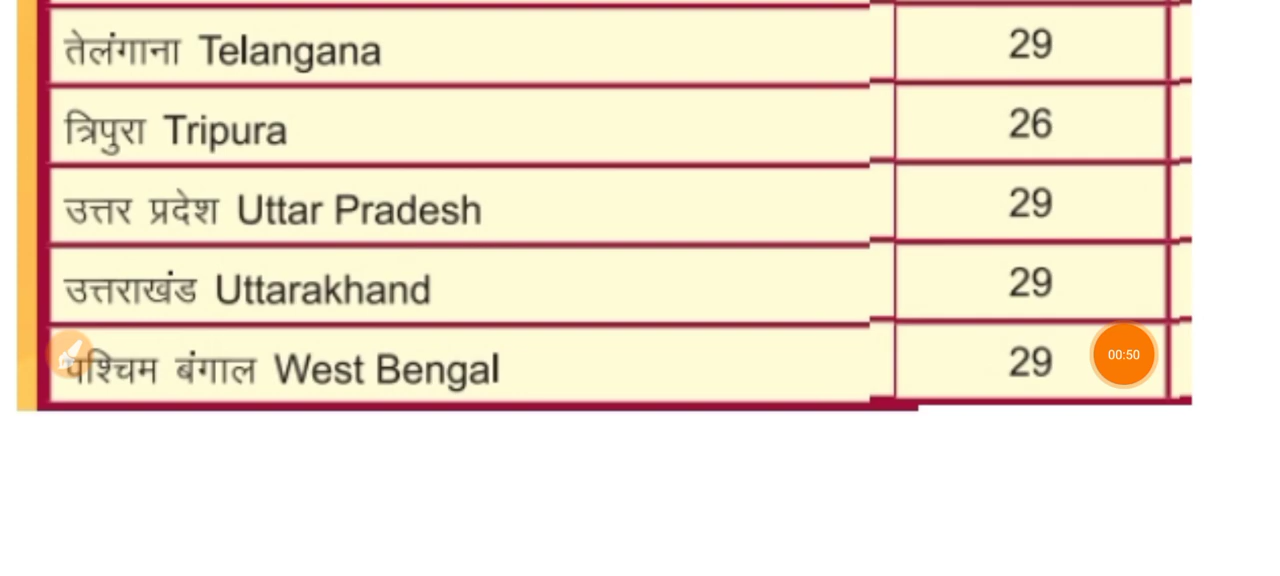 तेलंगाना Telangana 29
त्रिपुरा Tripura 26
उत्तर प्रदेश Uttar Pradesh 29
उत्तराखंड Uttarakhand 29
पश्चिम बंगाल West Bengal 29
00:50